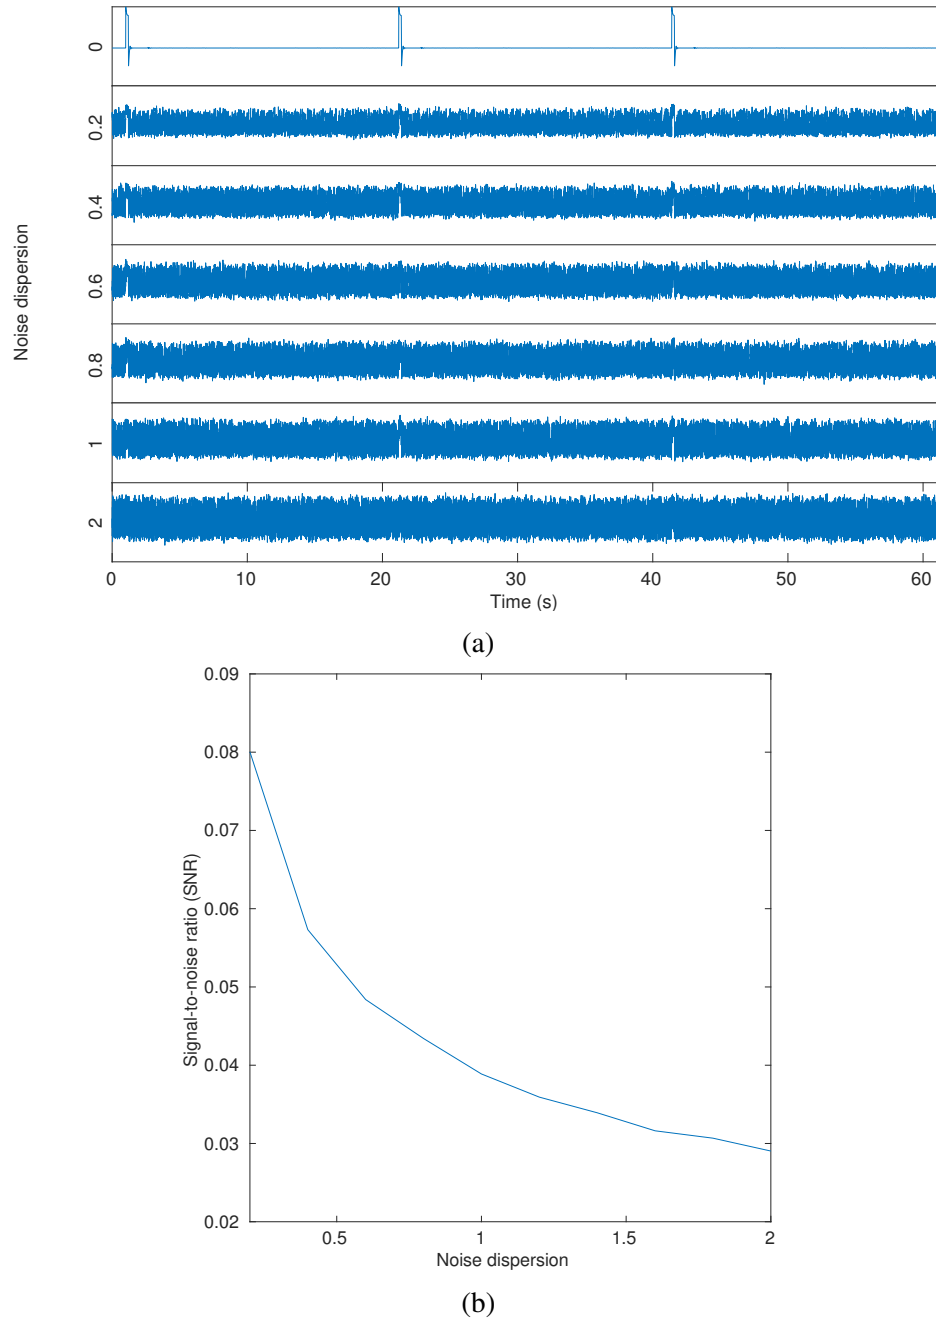 0
0.2
0.4
0.6
0.8
1
2
Noise dispersion
0 10 20 30 40 50 60
Time (s)
(a)
0.09
0.08
0.07
0.06
0.05
0.04
0.03
0.02
Signal-to-noise ratio (SNR)
0.5 1 1.5 2
Noise dispersion
(b)